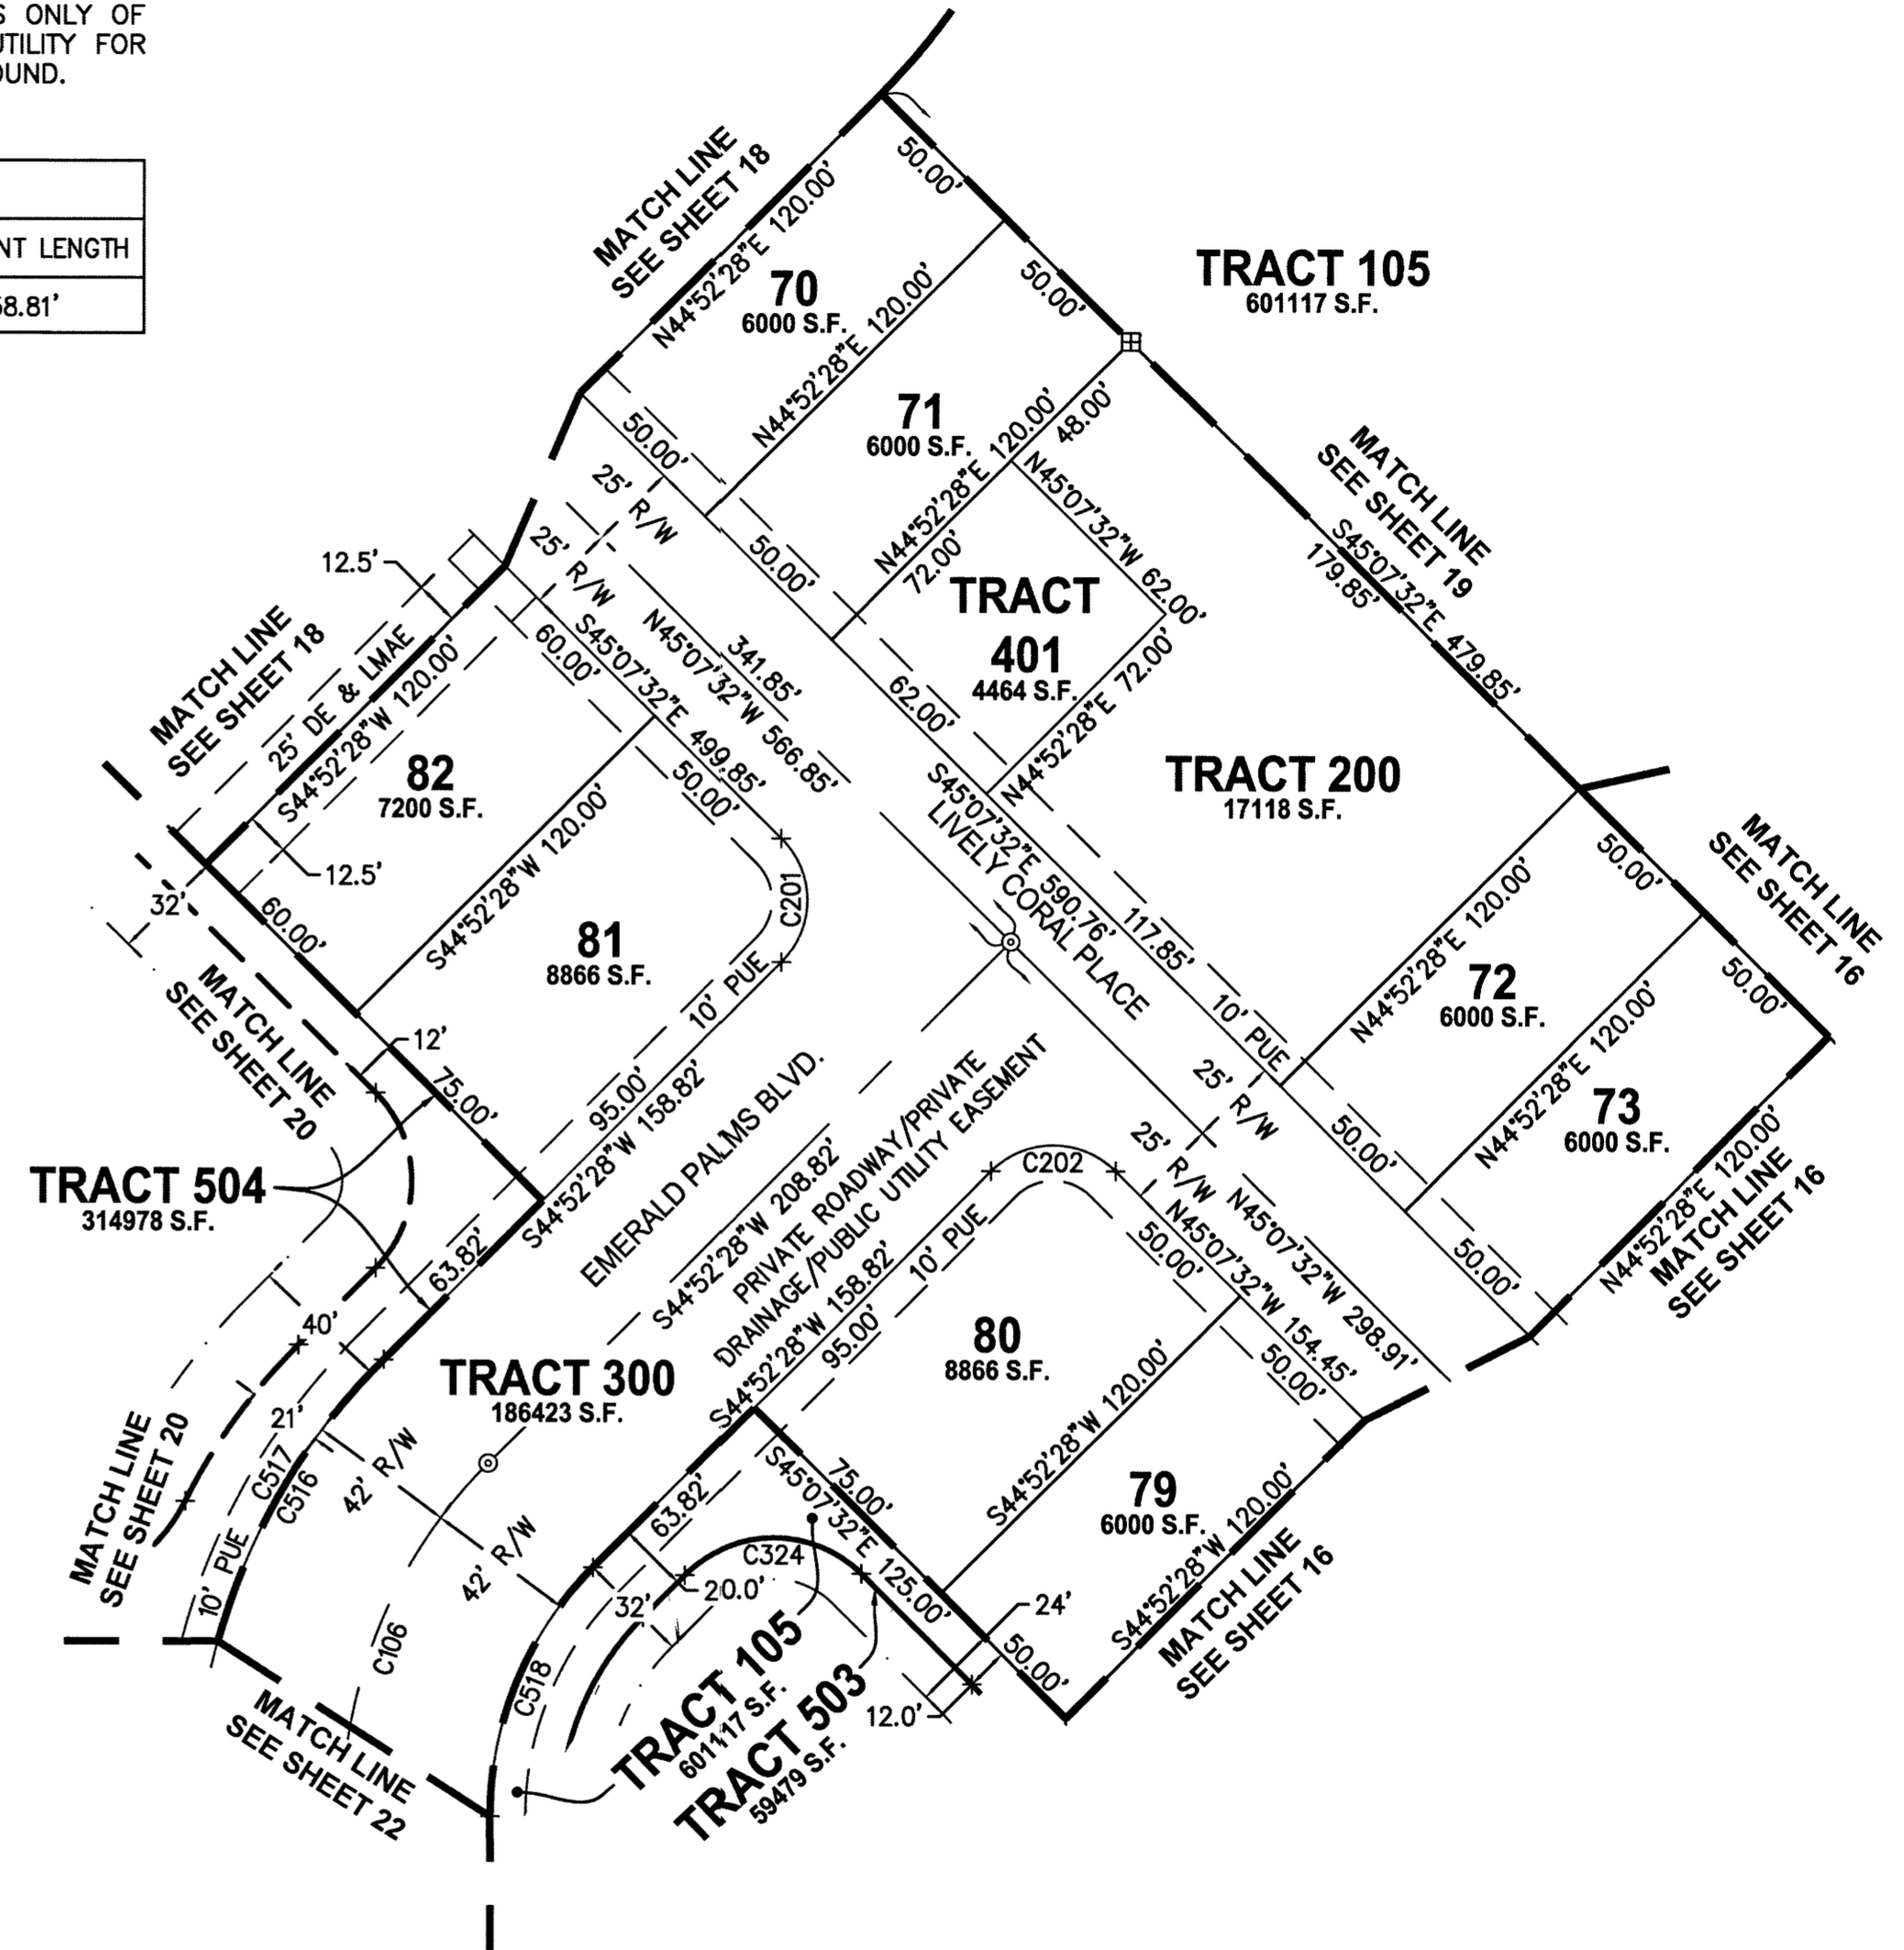 S ONLY OF
UTILITY FOR
OUND.
NT LENGTH
58.81'
MATCH LINE
SEE SHEET 18
N44°52'28"E 120.00'
50.00'
70
6000 S.F.
N44°52'28"E 120.00'
50.00'
TRACT 105
601117 S.F.
71
6000 S.F.
N44°52'28"E 120.00'
48.00'
72.00'
50.00'
25' R/W
25' R/W
50.00'
N45°07'32"W 62.00'
TRACT
401
4464 S.F.
N44°52'28"E 72.00'
62.00'
MATCH LINE
SEE SHEET 19
S45°07'32"E 479.85'
179.85'
12.5'
MATCH LINE
SEE SHEET 18
25' DE & LMAE
S44°52'28"W 120.00'
60.00'
S45°07'32"E 499.85'
341.85'
N45°07'32"W 566.85'
82
7200 S.F.
12.5'
32'
60.00'
S44°52'28"W 120.00'
50.00'
C201
81
8866 S.F.
10' PUE
TRACT 200
17118 S.F.
S45°07'32"E 590.76'
LIVELY CORAL PLACE
117.85'
10' PUE
50.00'
N44°52'28"E 120.00'
72
6000 S.F.
MATCH LINE
SEE SHEET 16
50.00'
N44°52'28"E 120.00'
73
6000 S.F.
N44°52'28"E 120.00'
MATCH LINE
SEE SHEET 16
50.00'
50.00'
25' R/W
25' R/W
MATCH LINE
SEE SHEET 20
12'
75.00'
95.00'
S44°52'28"W 158.82'
EMERALD PALMS BLVD.
S44°52'28"W 208.82'
PRIVATE ROADWAY/PRIVATE
DRAINAGE/PUBLIC UTILITY EASEMENT
TRACT 504
314978 S.F.
63.82'
40'
21'
TRACT 300
186423 S.F.
S44°52'28"W 158.82'
95.00'
10' PUE
C202
50.00'
N45°07'32"W 154.45'
N45°07'32"W 298.91'
80
8866 S.F.
50.00'
S44°52'28"W 120.00'
79
6000 S.F.
S44°52'28"W 120.00'
MATCH LINE
SEE SHEET 16
75.00'
S45°07'32"E 125.00'
50.00'
24'
12.0'
63.82'
C324
20.0'
32'
MATCH LINE
SEE SHEET 20
C517
C516
10' PUE
42' R/W
42' R/W
C106
C518
TRACT 105
601117 S.F.
TRACT 503
59479 S.F.
MATCH LINE
SEE SHEET 22